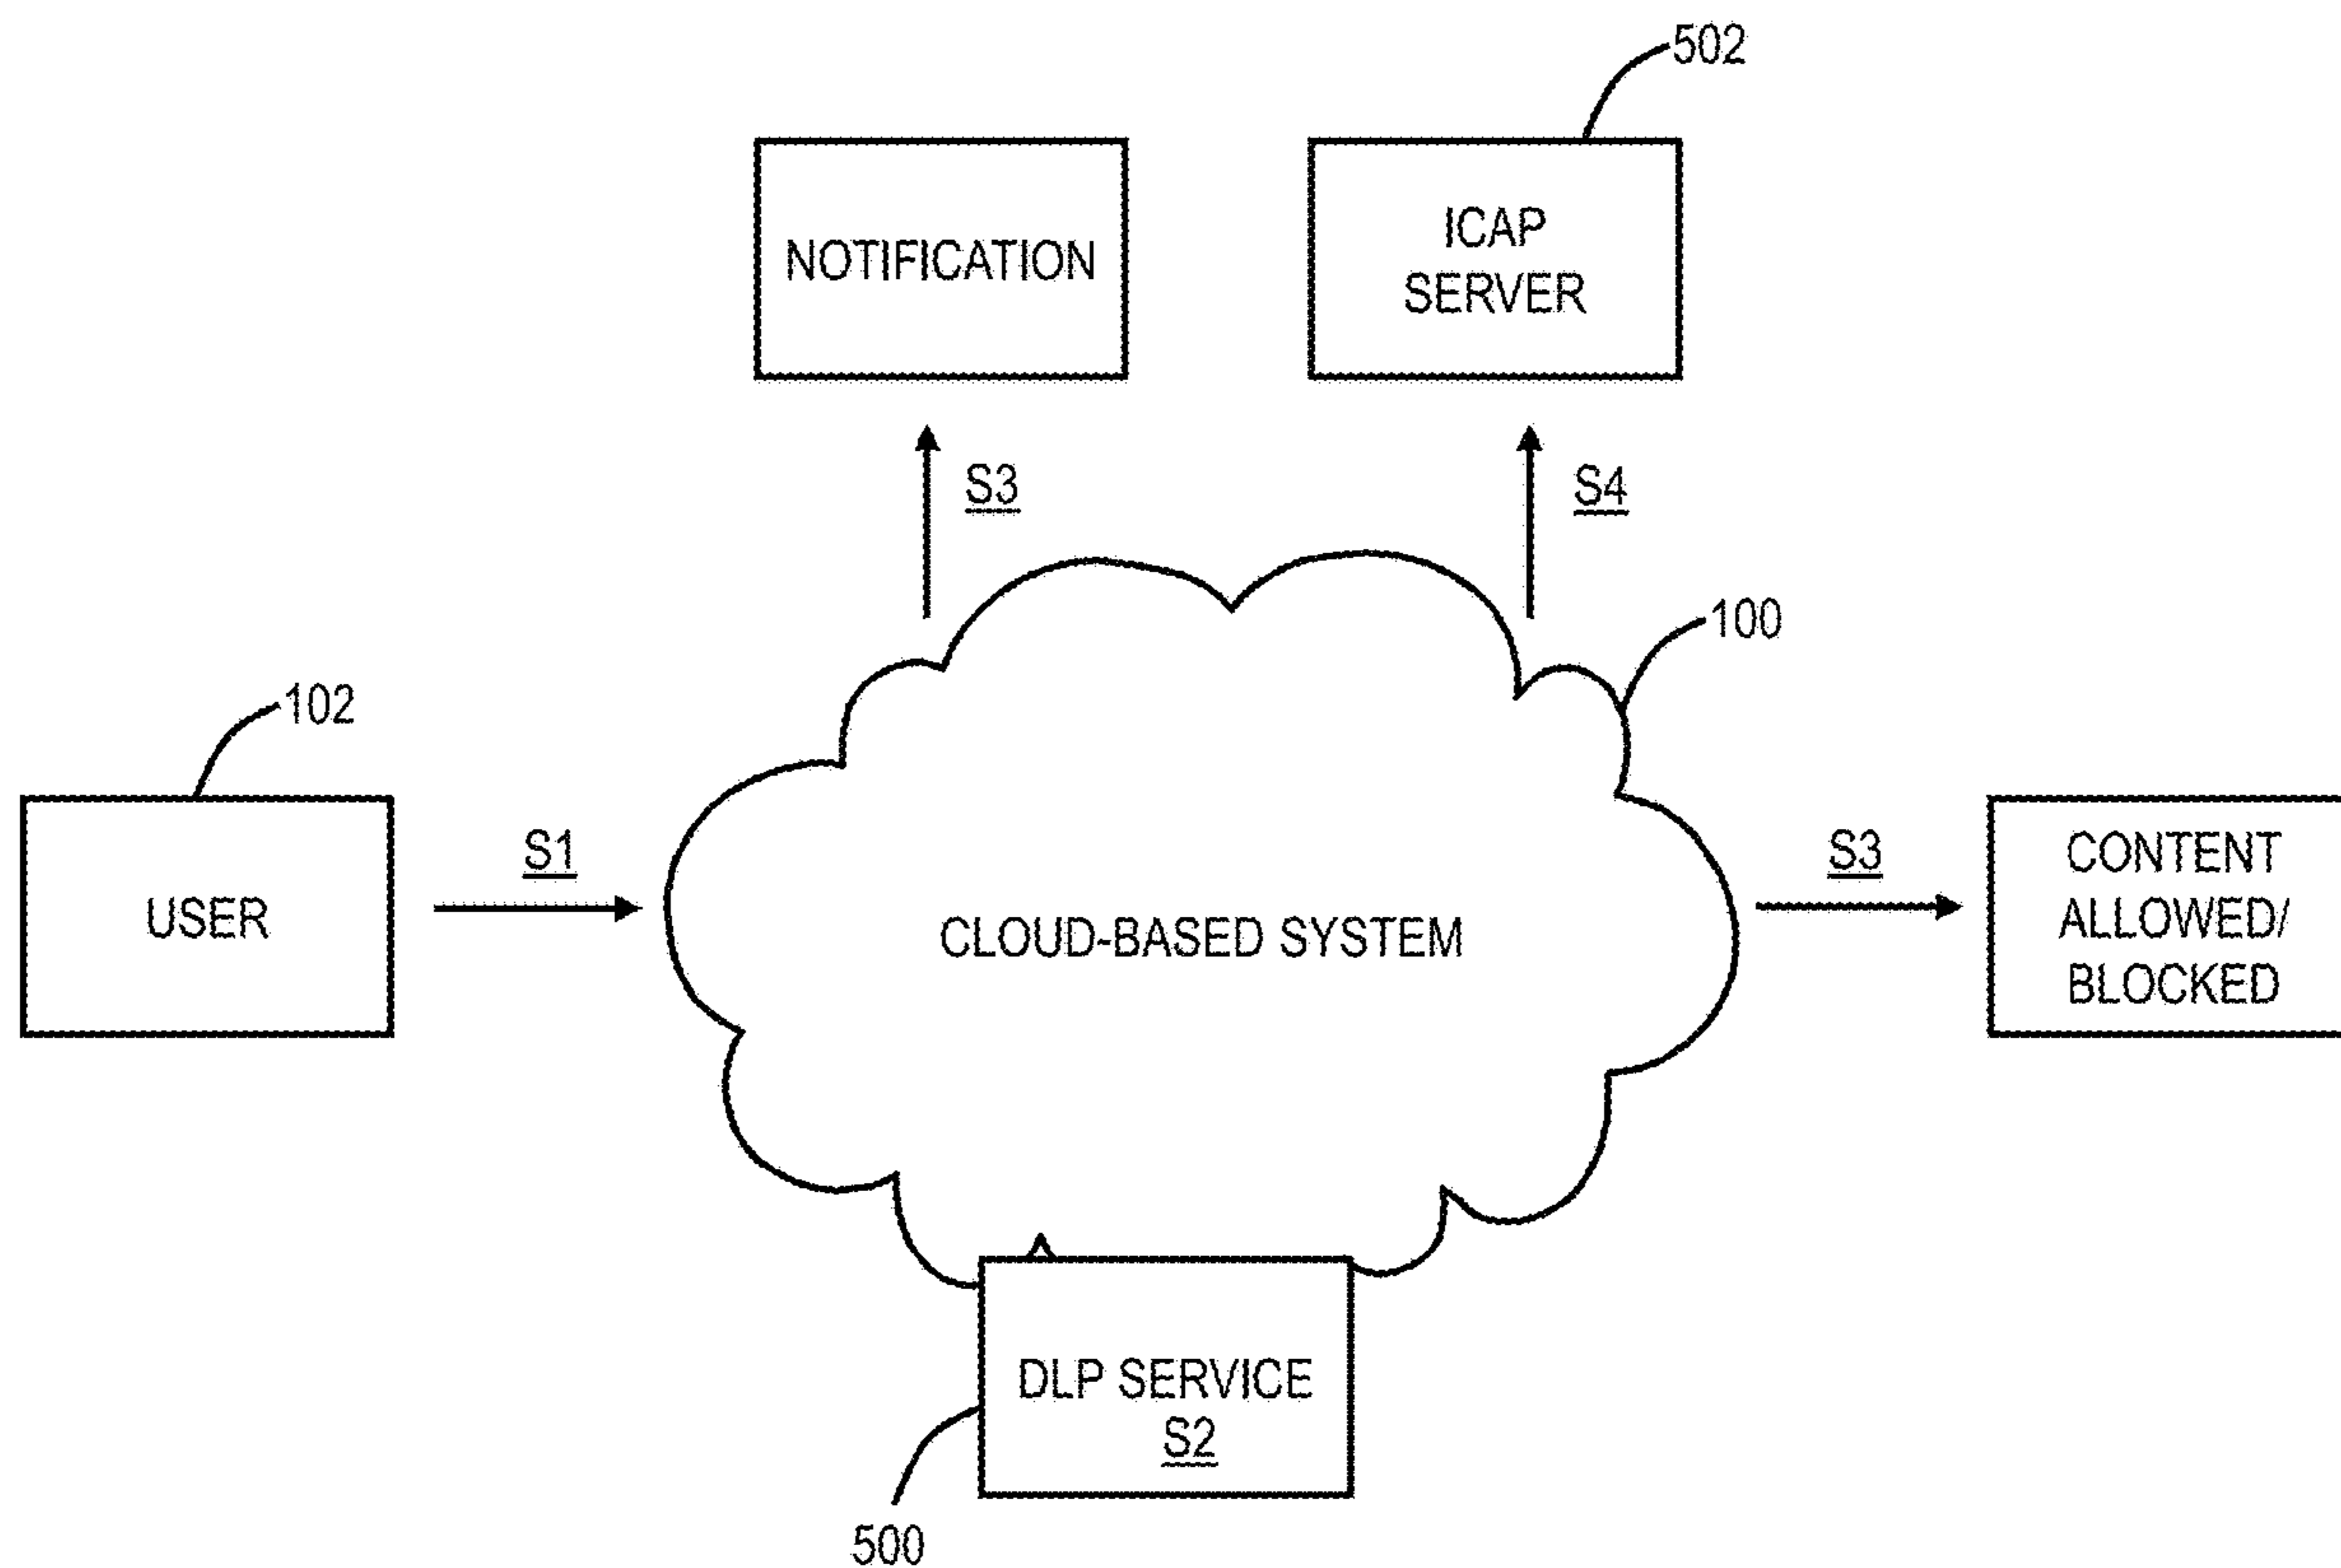 502
NOTIFICATION
ICAP
SERVER
S3
S4
100
102
USER
S1
CLOUD-BASED SYSTEM
S3
CONTENT
ALLOWED/
BLOCKED
DLP SERVICE
S2
500